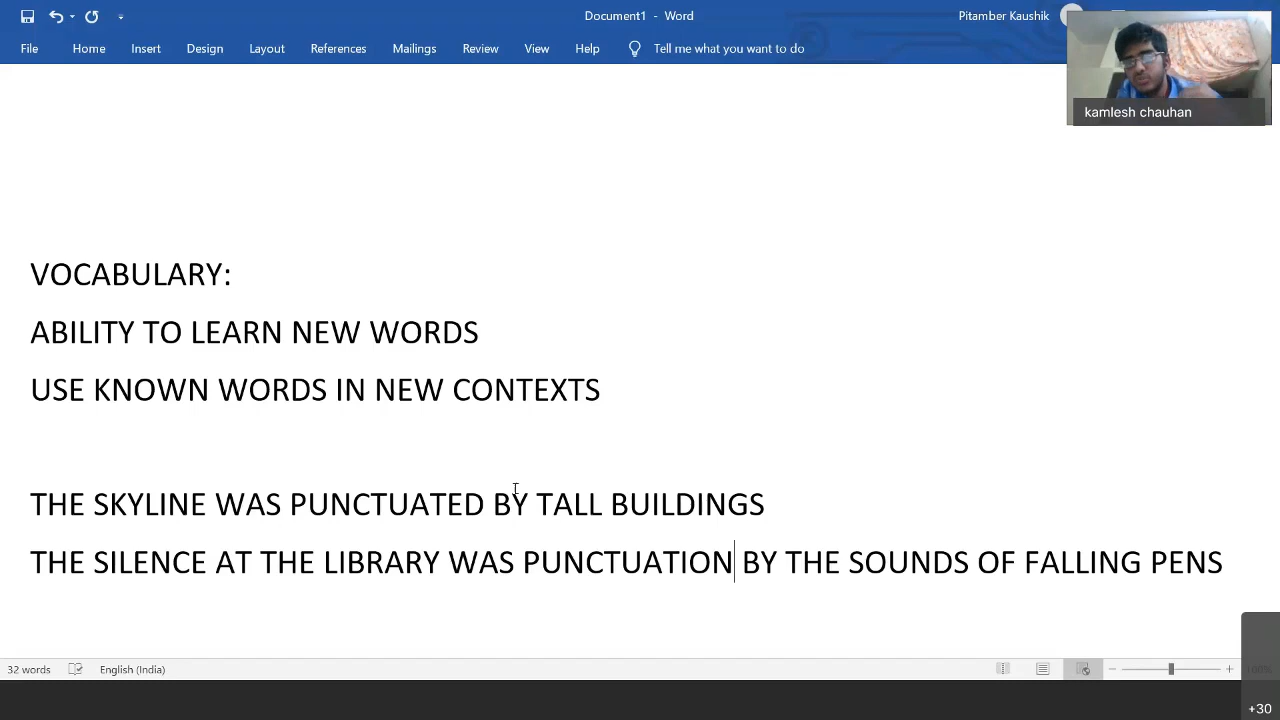 Document1 - Word
Pitamber Kaushik
File Home Insert Design Layout References Mailings Review View Help Tell me what you want to do
kamlesh chauhan
VOCABULARY:
ABILITY TO LEARN NEW WORDS
USE KNOWN WORDS IN NEW CONTEXTS
THE SKYLINE WAS PUNCTUATED BY TALL BUILDINGS
THE SILENCE AT THE LIBRARY WAS PUNCTUATION BY THE SOUNDS OF FALLING PENS
32 words English (India)
+30